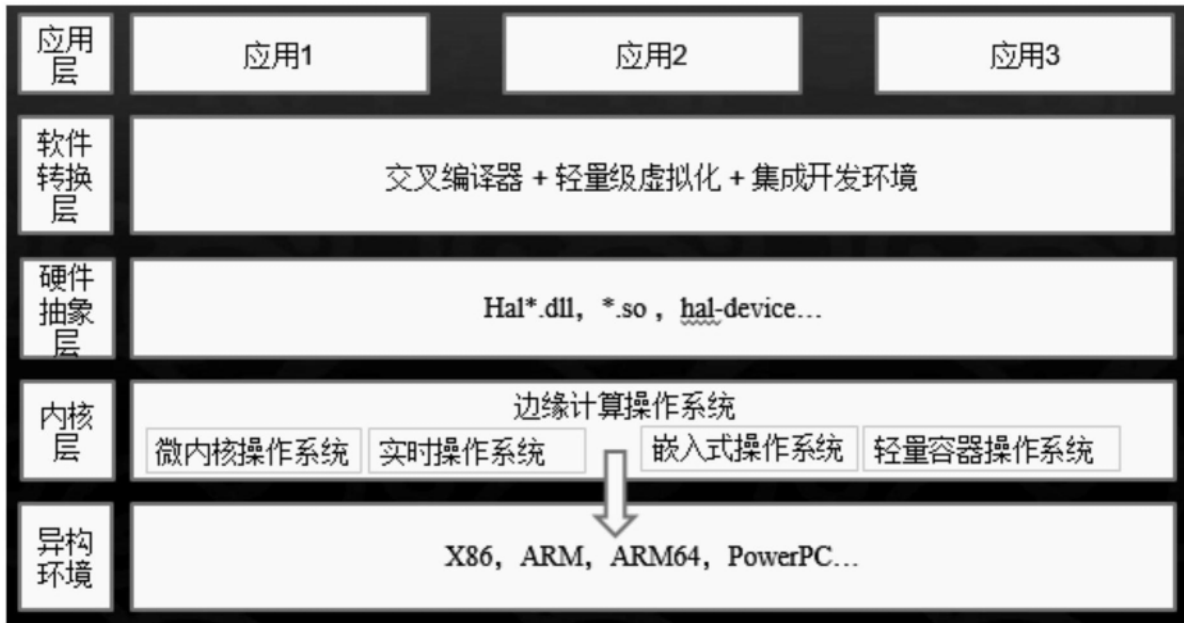 应用
层
应用1
应用2
应用3
软件
转换
层
交叉编译器 + 轻量级虚拟化 + 集成开发环境
硬件
抽象
层
Hal*.dll，*.so ，hal-device…
内核
层
边缘计算操作系统
微内核操作系统
实时操作系统
嵌入式操作系统
轻量容器操作系统
异构
环境
X86，ARM，ARM64，PowerPC…